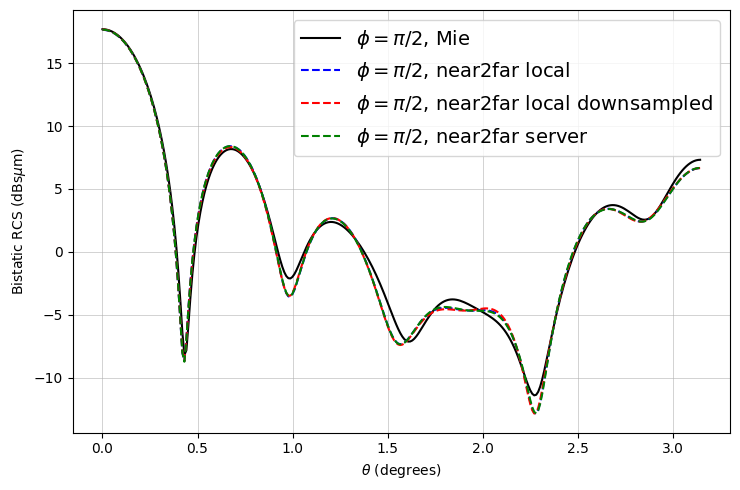 ϕ = π/2, Mie
ϕ = π/2, near2far local
ϕ = π/2, near2far local downsampled
ϕ = π/2, near2far server
Bistatic RCS (dBsμm)
15
10
5
0
−5
−10
0.0 0.5 1.0 1.5 2.0 2.5 3.0
θ (degrees)